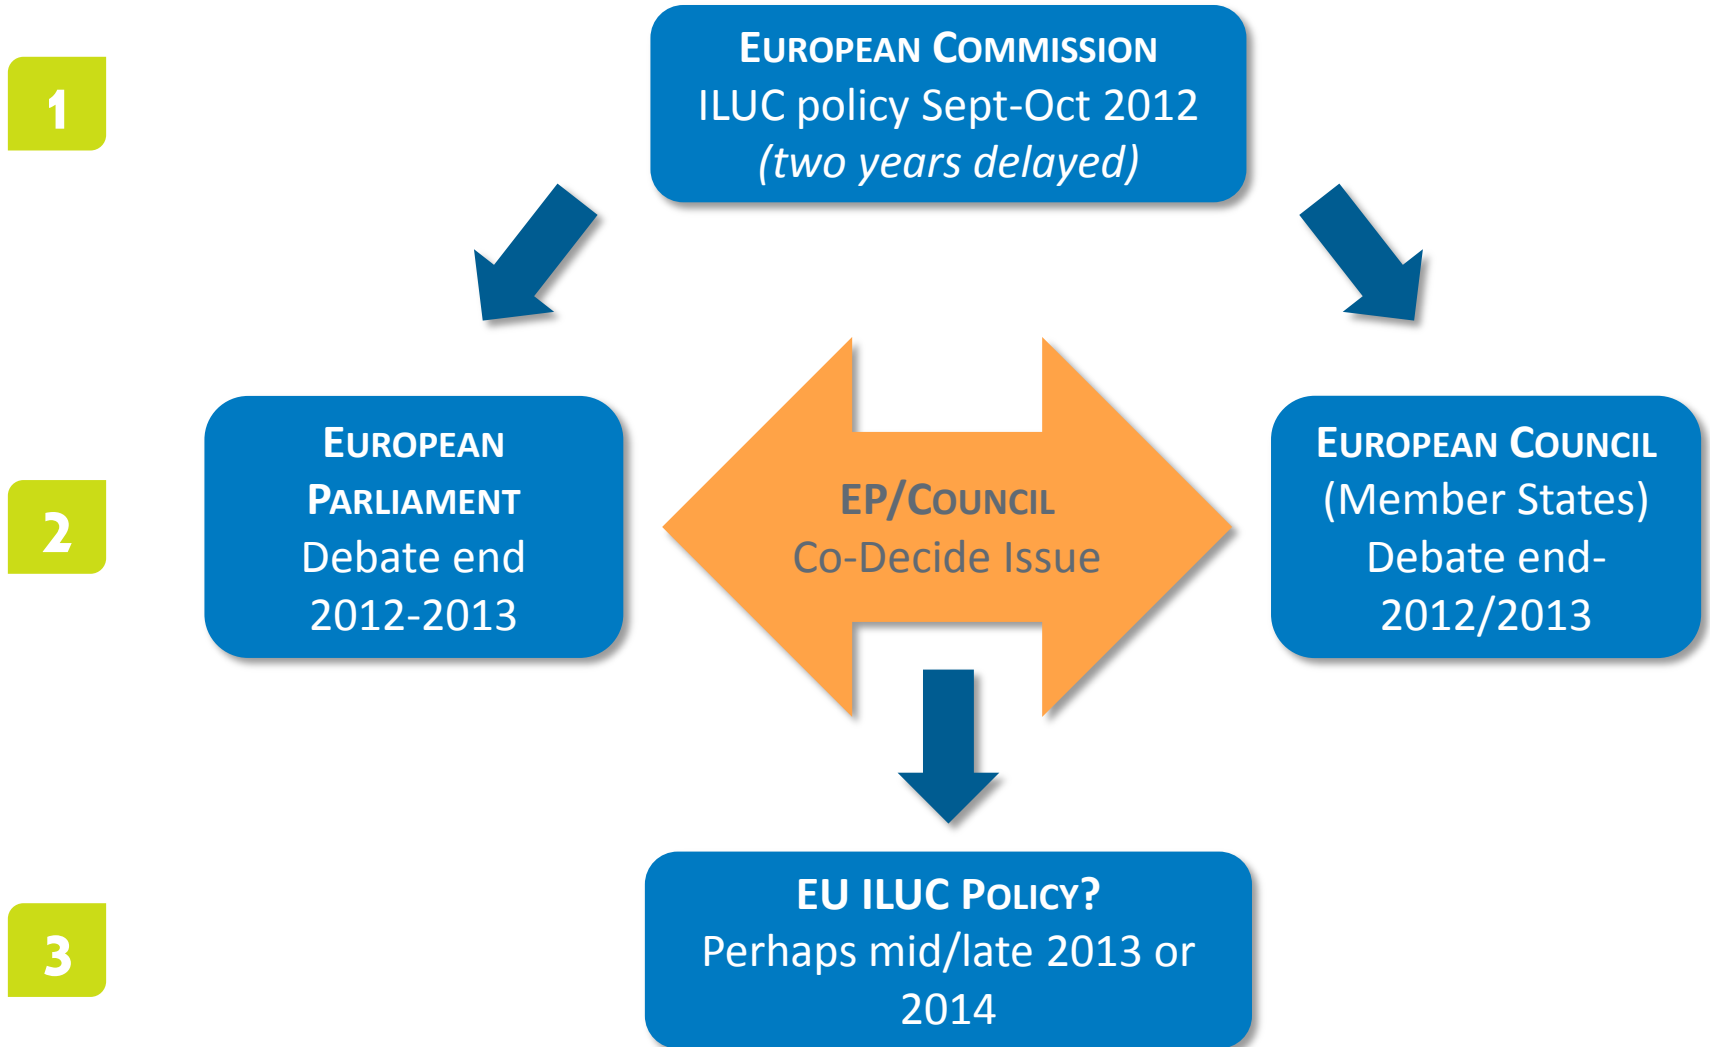 1
EUROPEAN COMMISSION
ILUC policy Sept-Oct 2012
(two years delayed)
2
EUROPEAN
PARLIAMENT
Debate end
2012-2013
EP/COUNCIL
Co-Decide Issue
EUROPEAN COUNCIL
(Member States)
Debate end-
2012/2013
3
EU ILUC POLICY?
Perhaps mid/late 2013 or
2014